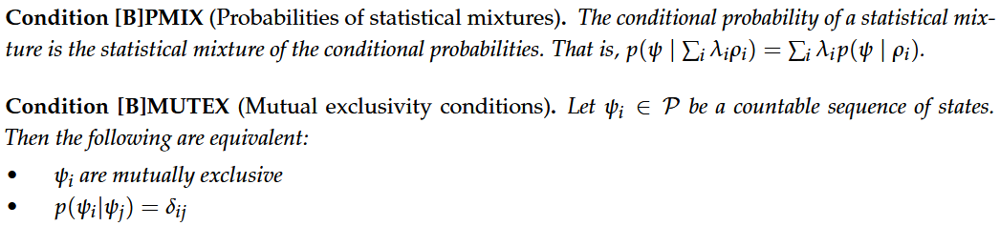 Condition [B]PMIX (Probabilities of statistical mixtures). The conditional probability of a statistical mix-
ture is the statistical mixture of the conditional probabilities. That is, p(ψ | ∑ᵢ λᵢρᵢ) = ∑ᵢ λᵢp(ψ | ρᵢ).
Condition [B]MUTEX (Mutual exclusivity conditions). Let ψᵢ ∈ 𝒫 be a countable sequence of states.
Then the following are equivalent:
• ψᵢ are mutually exclusive
• p(ψᵢ|ψⱼ) = δᵢⱼ